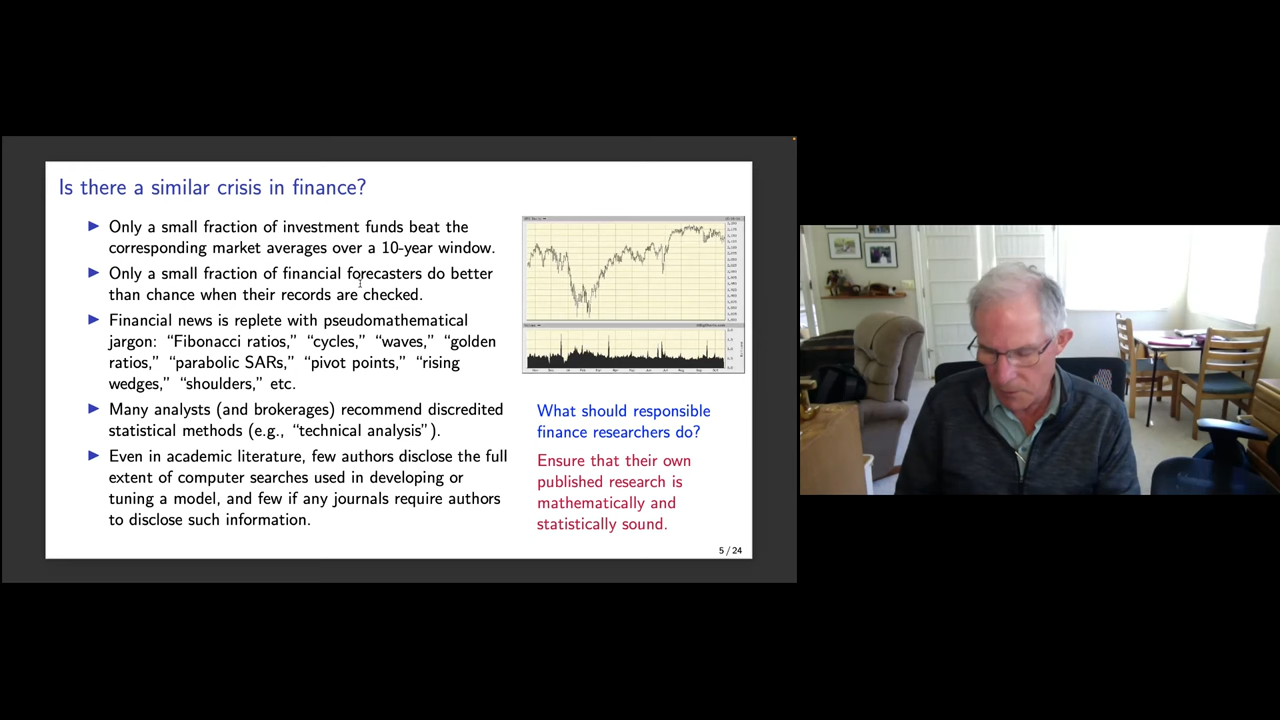 Is there a similar crisis in finance?
▶ Only a small fraction of investment funds beat the
corresponding market averages over a 10-year window.
▶ Only a small fraction of financial forecasters do better
than chance when their records are checked.
▶ Financial news is replete with pseudomathematical
jargon: “Fibonacci ratios,” “cycles,” “waves,” “golden
ratios,” “parabolic SARs,” “pivot points,” “rising
wedges,” “shoulders,” etc.
▶ Many analysts (and brokerages) recommend discredited
statistical methods (e.g., “technical analysis”).
▶ Even in academic literature, few authors disclose the full
extent of computer searches used in developing or
tuning a model, and few if any journals require authors
to disclose such information.
What should responsible
finance researchers do?
Ensure that their own
published research is
mathematically and
statistically sound.
5 / 24